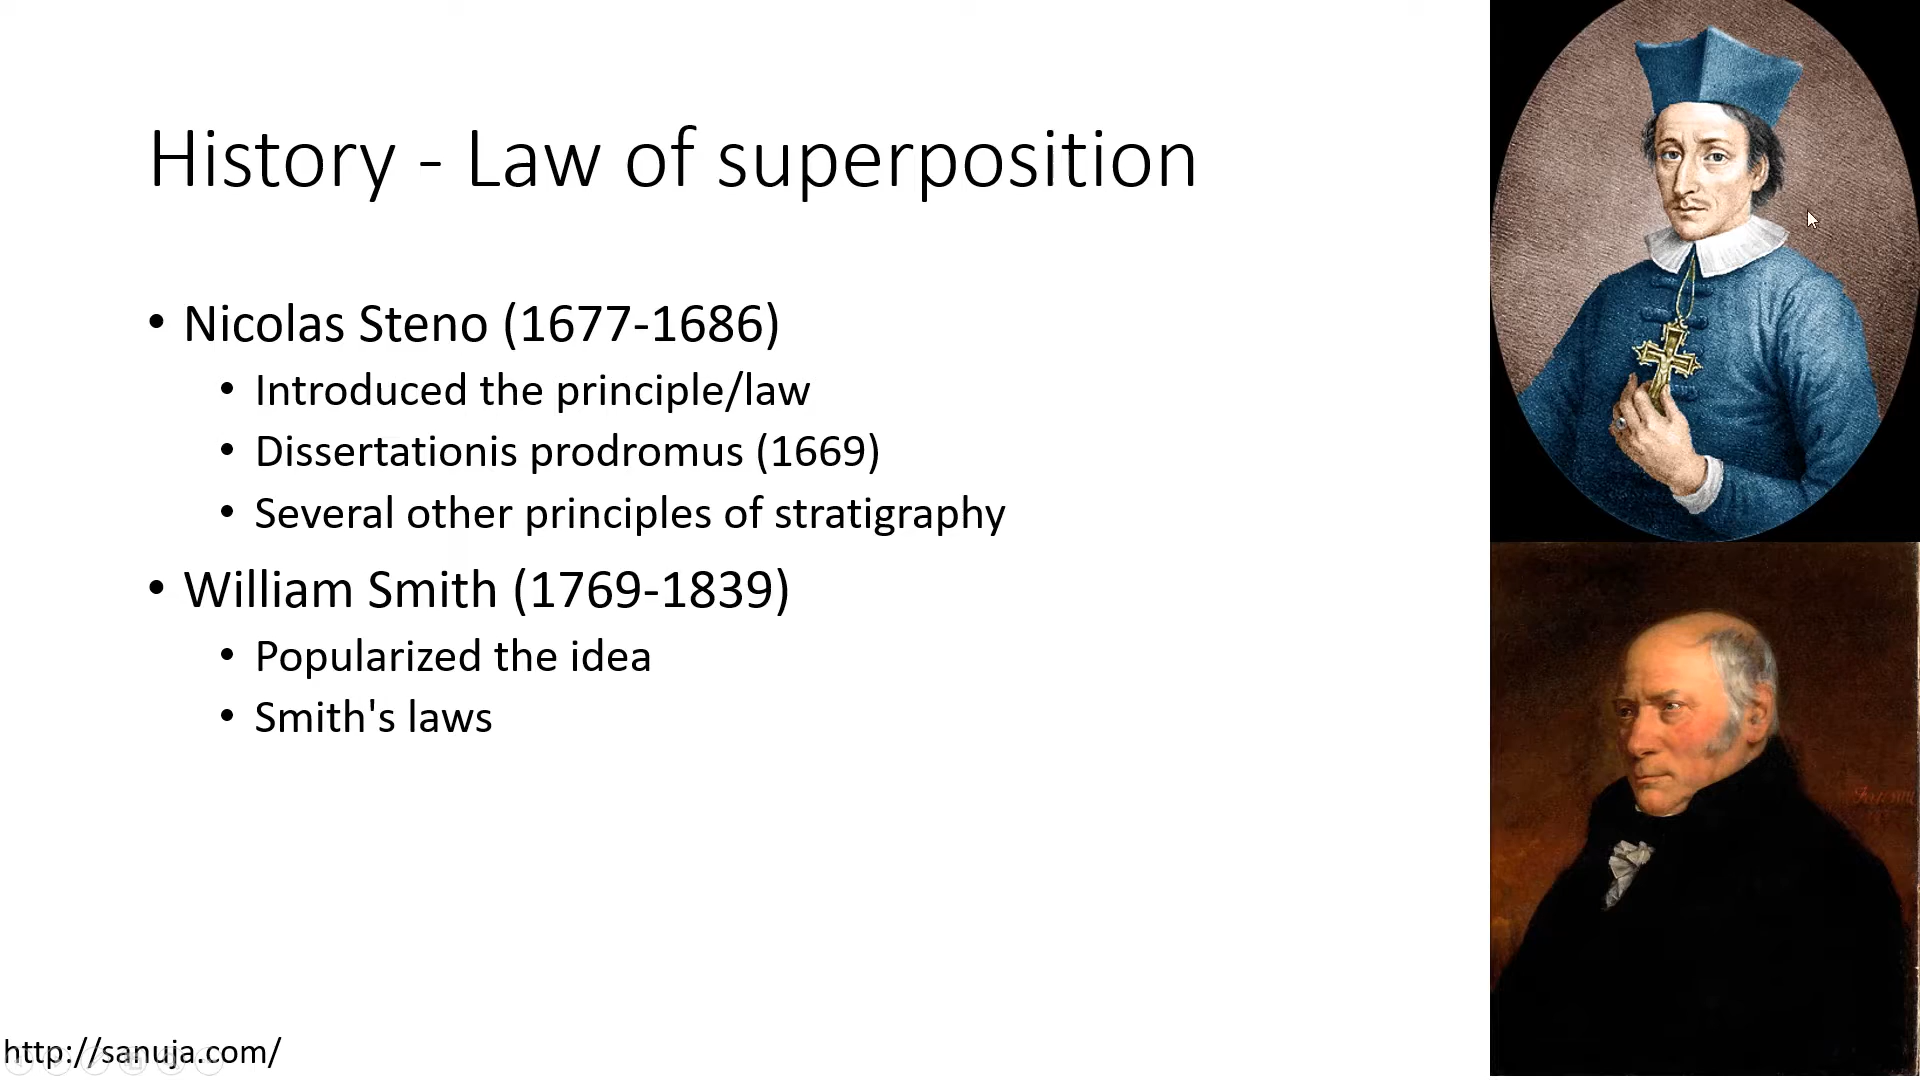 History - Law of superposition
• Nicolas Steno (1677-1686)
• Introduced the principle/law
• Dissertationis prodromus (1669)
• Several other principles of stratigraphy
• William Smith (1769-1839)
• Popularized the idea
• Smith's laws
http://sanuja.com/